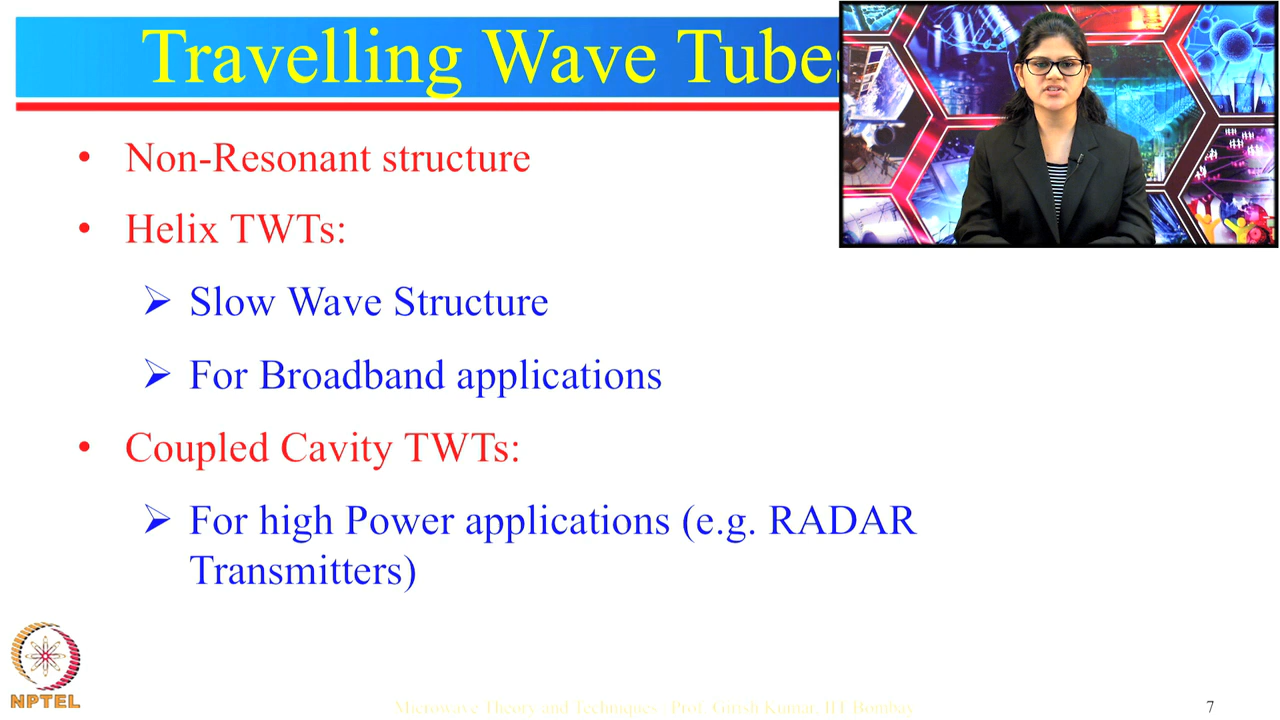 Travelling Wave Tubes
• Non-Resonant structure
• Helix TWTs:
➢ Slow Wave Structure
➢ For Broadband applications
• Coupled Cavity TWTs:
➢ For high Power applications (e.g. RADAR
Transmitters)
NPTEL
Microwave Theory and Techniques - Prof. Girish Kumar, IIT Bombay
7